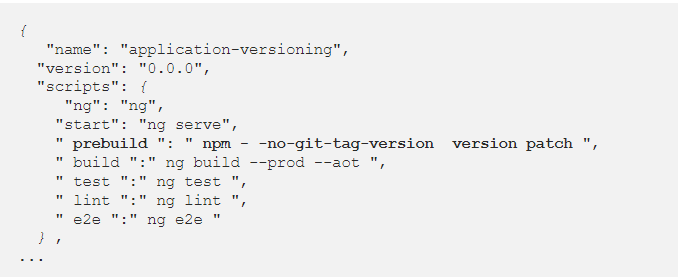 {
"name": "application-versioning",
"version": "0.0.0",
"scripts": {
"ng": "ng",
"start": "ng serve",
" prebuild ": " npm - -no-git-tag-version  version patch ",
" build ":" ng build --prod --aot ",
" test ":" ng test ",
" lint ":" ng lint ",
" e2e ":" ng e2e "
} ,
...